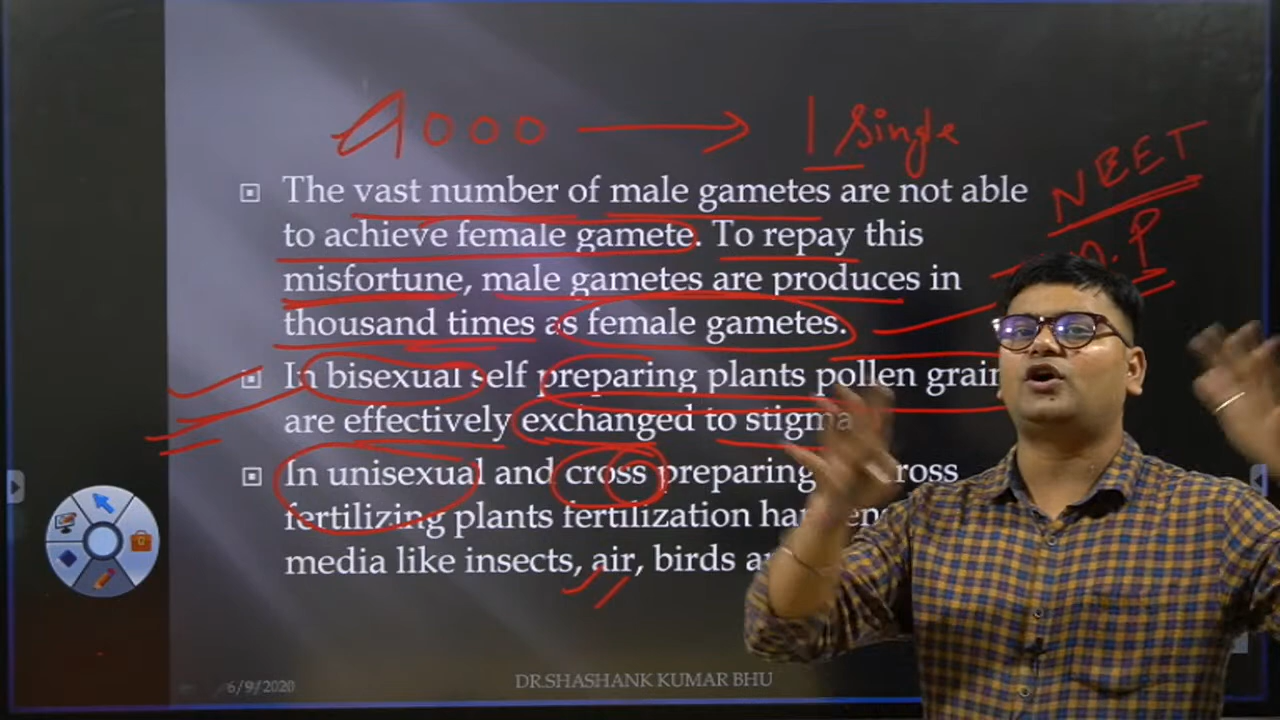 9000 → 1 Single
NEET
The vast number of male gametes are not able
to achieve female gamete. To repay this
misfortune, male gametes are produces in
thousand times as female gametes.
In bisexual self preparing plants pollen grain
are effectively exchanged to stigma
In unisexual and cross preparing
fertilizing plants fertilization
media like insects, air, birds
6/9/2020
DR.SHASHANK KUMAR BHU